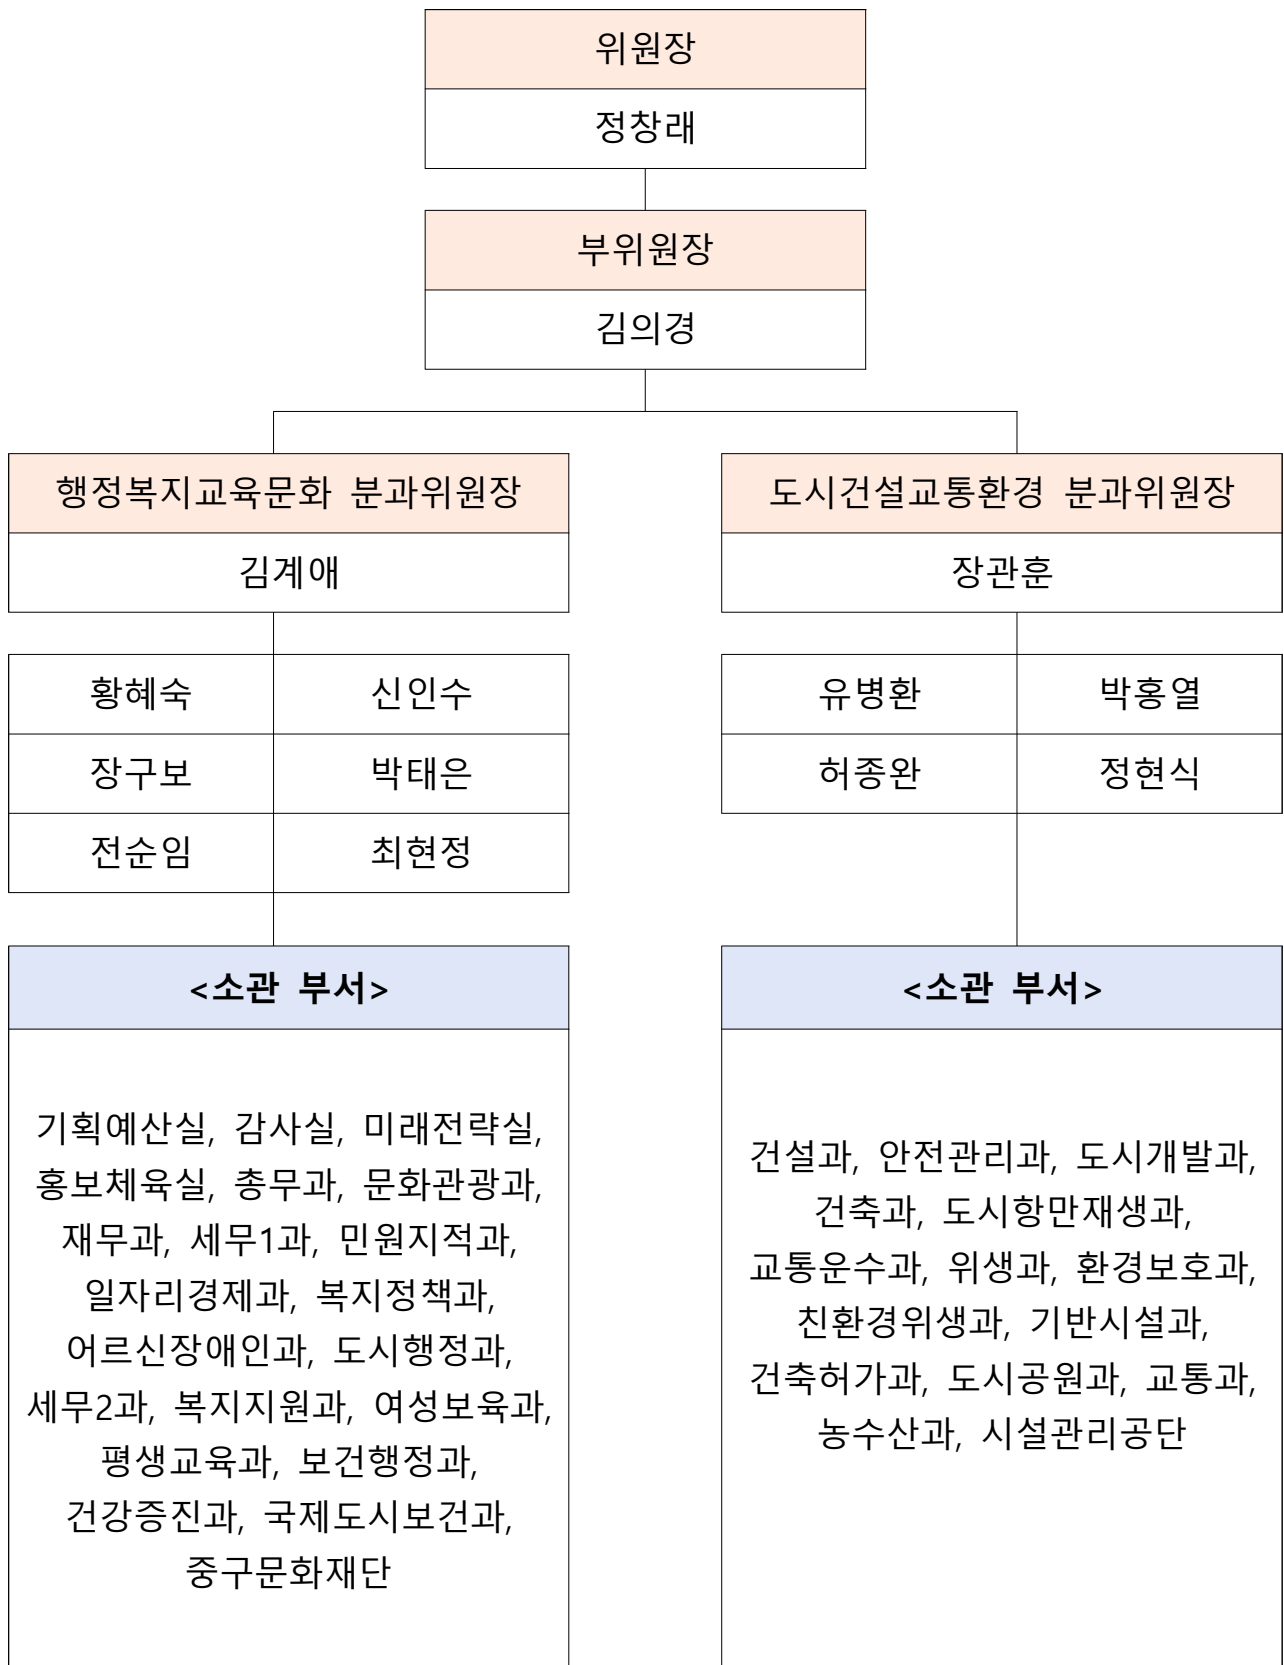 위원장
정창래
부위원장
김의경
행정복지교육문화 분과위원장
김계애
황혜숙 신인수
장구보 박태은
전순임 최현정
<소관 부서>
기획예산실, 감사실, 미래전략실,
홍보체육실, 총무과, 문화관광과,
재무과, 세무1과, 민원지적과,
일자리경제과, 복지정책과,
어르신장애인과, 도시행정과,
세무2과, 복지지원과, 여성보육과,
평생교육과, 보건행정과,
건강증진과, 국제도시보건과,
중구문화재단
도시건설교통환경 분과위원장
장관훈
유병환 박홍열
허종완 정현식
<소관 부서>
건설과, 안전관리과, 도시개발과,
건축과, 도시항만재생과,
교통운수과, 위생과, 환경보호과,
친환경위생과, 기반시설과,
건축허가과, 도시공원과, 교통과,
농수산과, 시설관리공단